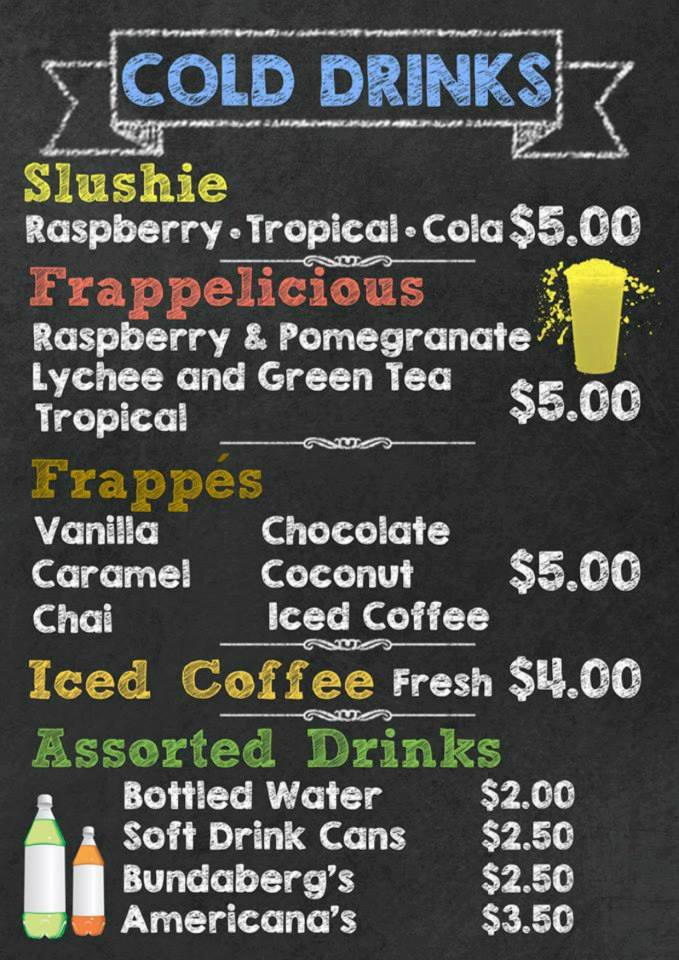 COLD DRINKS
Slushie
Raspberry • Tropical • Cola $5.00
Frappelicious
Raspberry & Pomegranate
Lychee and Green Tea
$5.00
Tropical
Frappés
Vanilla Chocolate
Caramel Coconut $5.00
Chai Iced Coffee
Iced Coffee Fresh $4.00
Assorted Drinks
Bottled Water $2.00
Soft Drink Cans $2.50
Bundaberg's $2.50
Americana's $3.50